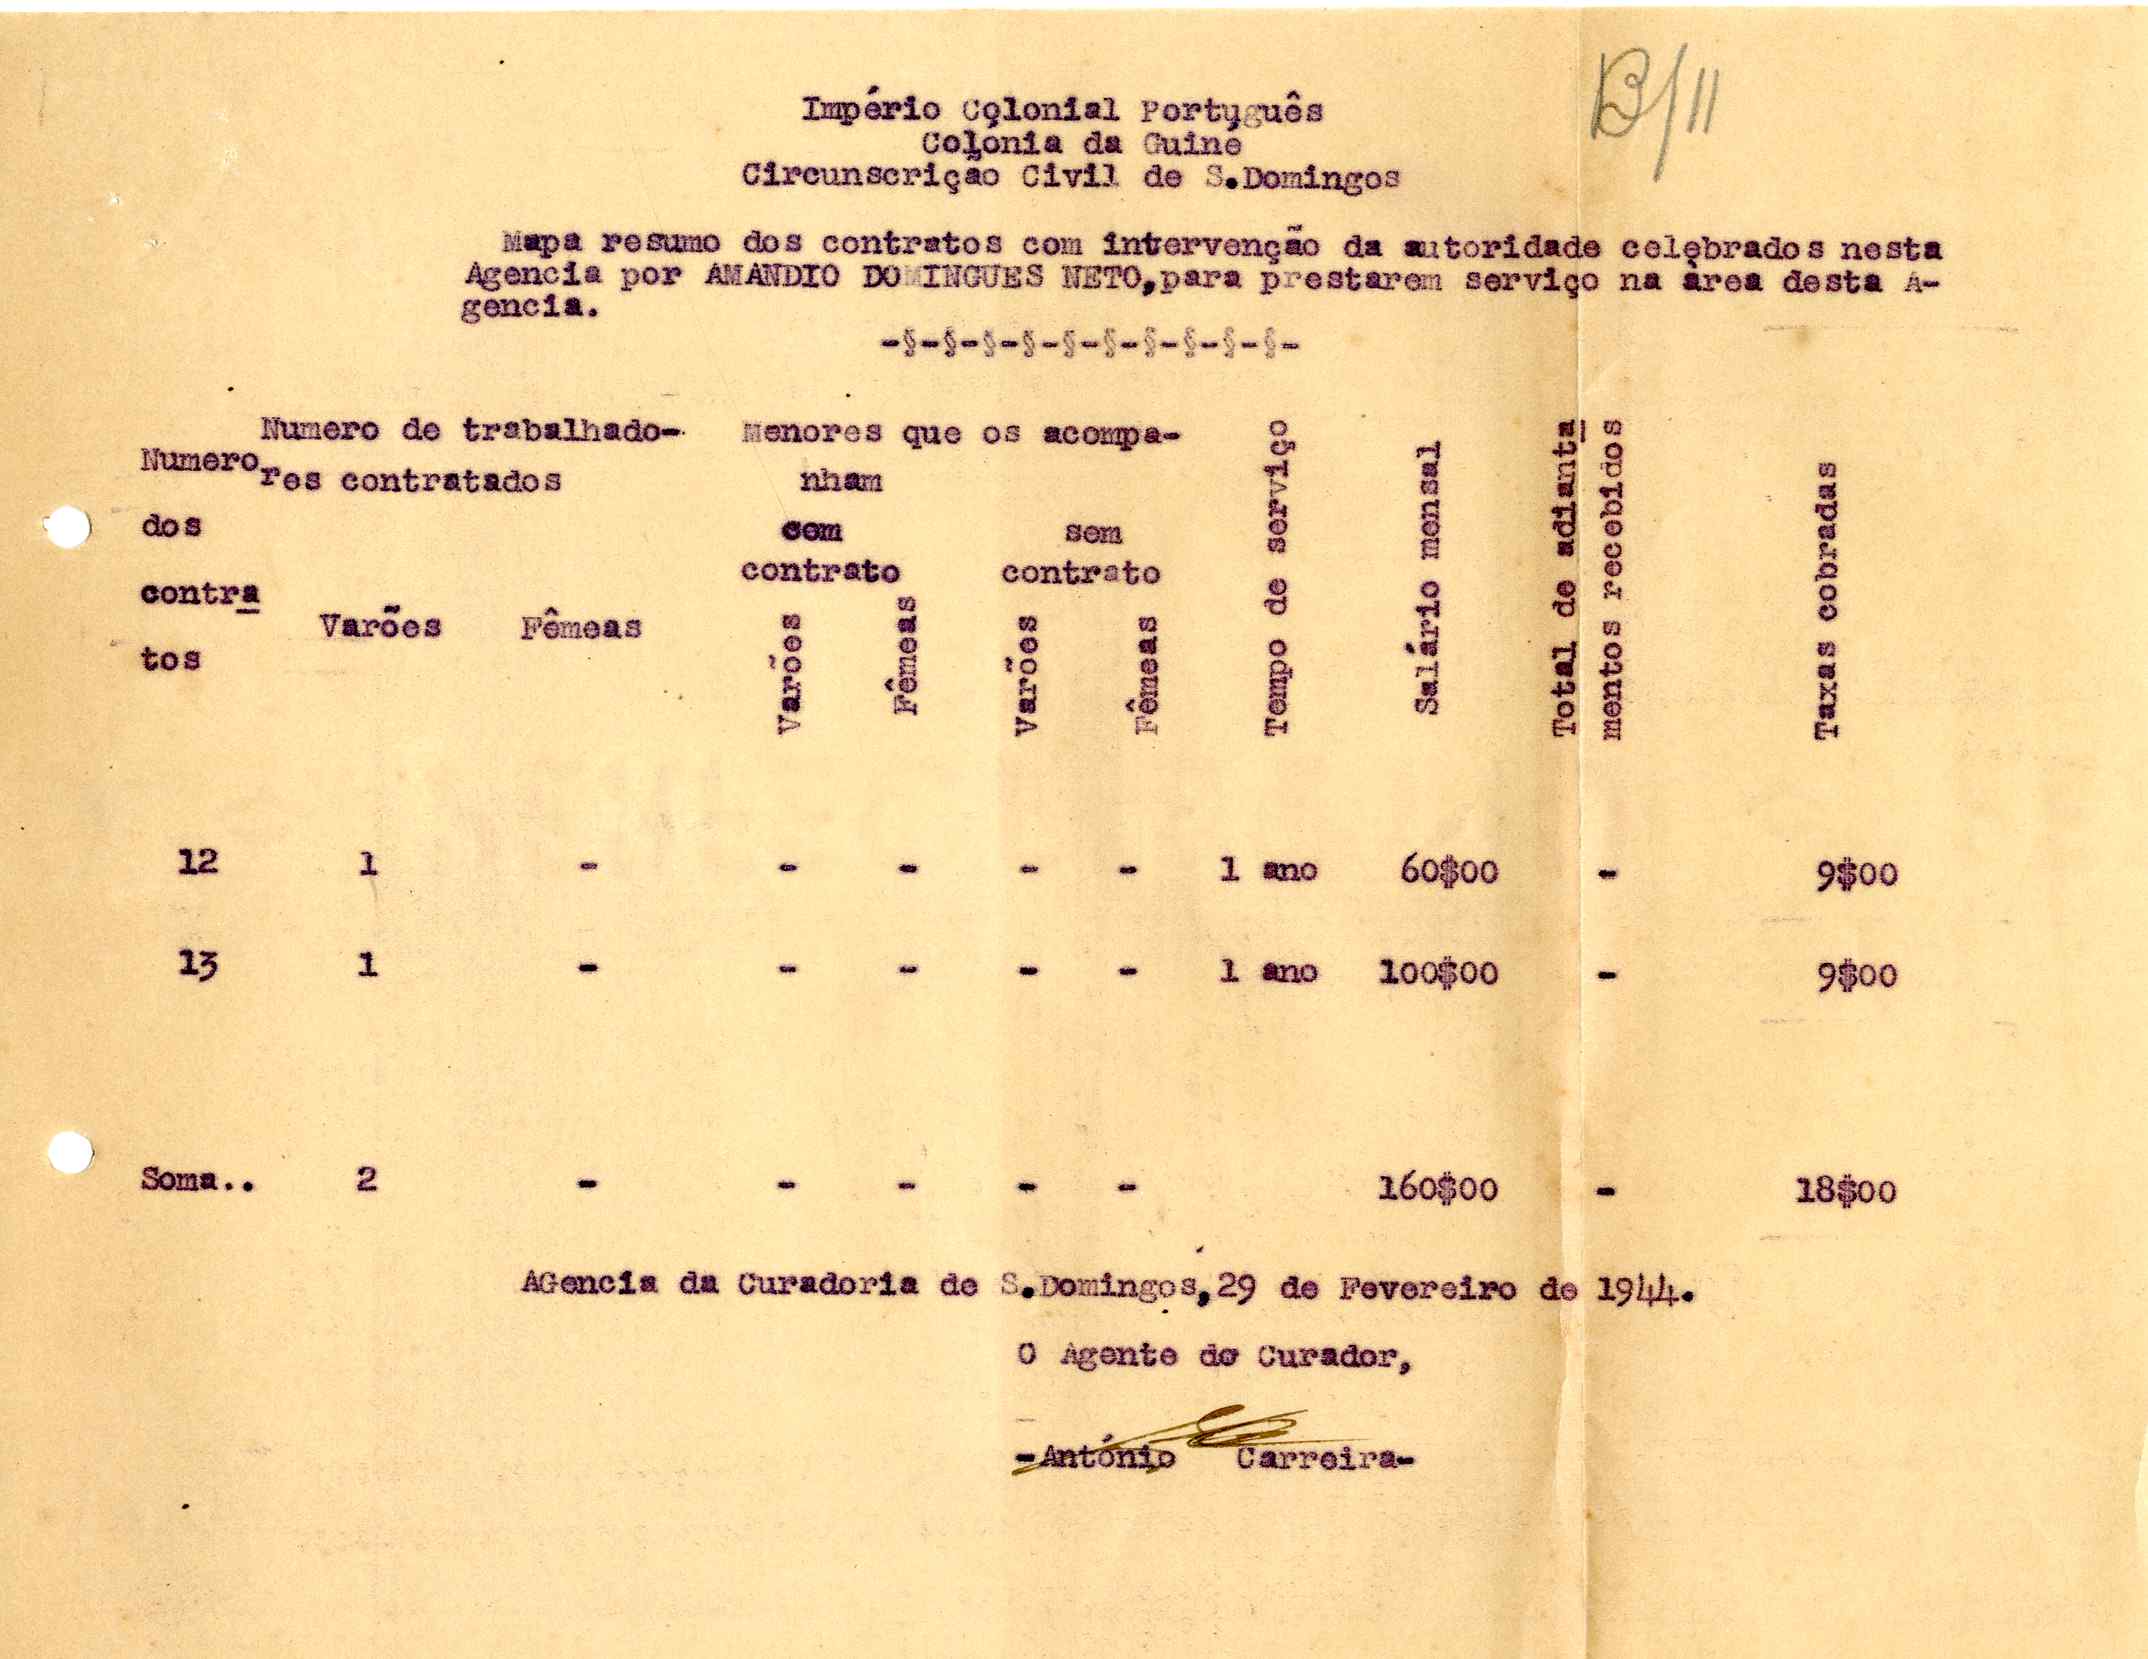 B/11
Império Colonial Português
Colónia da Guiné
Circunscrição Civil de S.Domingos
Mapa resumo dos contratos com intervenção da autoridade celebrados nesta
Agencia por AMANDIO DOMINGUES NETO,para prestarem serviço na àrea desta A-
gencia.
-§-§-§-§-§-§-§-§-§-§-
Numero
dos
contra
tos
Numero de trabalhado-
res contratados
Varões Fêmeas
Menores que os acompa-
nham
com sem
contrato contrato
Varões
Fêmeas
Varões
Fêmeas
Tempo de serviço
Salário mensal
Total de adianta
mentos recebidos
Taxas cobradas
12 1 - - - - - 1 ano 60$00 - 9$00
13 1 - - - - - 1 ano 100$00 - 9$00
Soma.. 2 - - - - - 160$00 - 18$00
AGencia da Curadoria de S.Domingos,29 de Fevereiro de 1944.
O Agente do Curador,
-António Carreira-